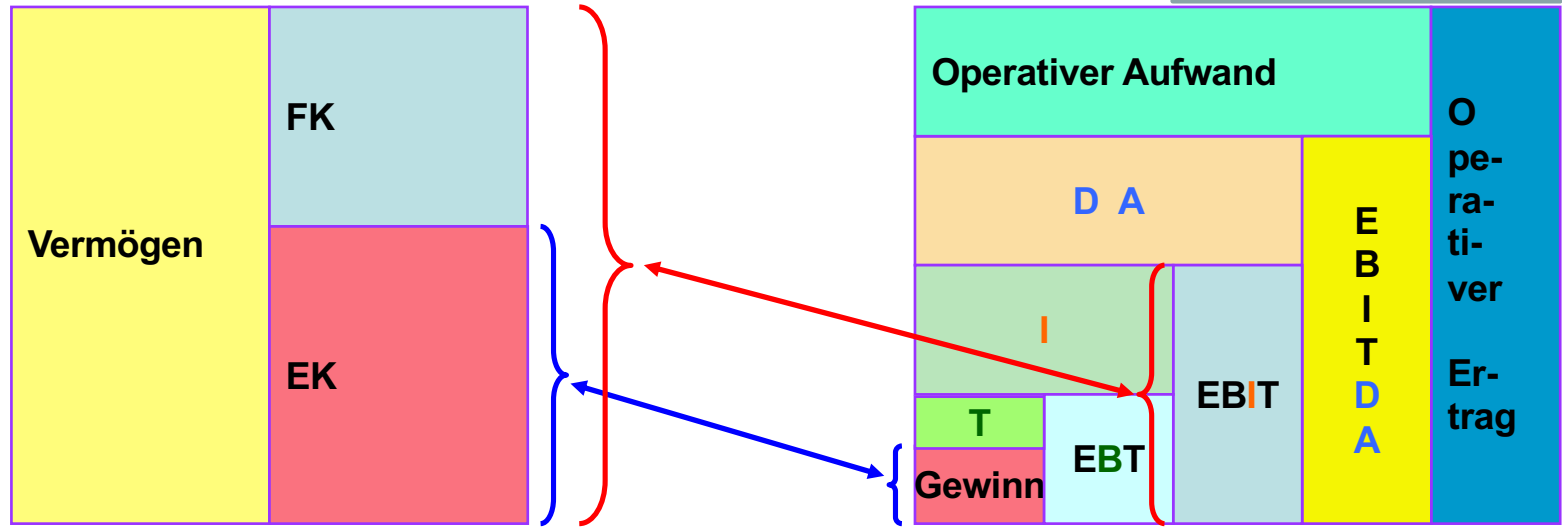 Vermögen
FK
EK
Operativer Aufwand
D A
I
T
Gewinn
EBT
EBIT
E
B
I
T
D
A
O
pe-
ra-
ti-
ver
Er-
trag